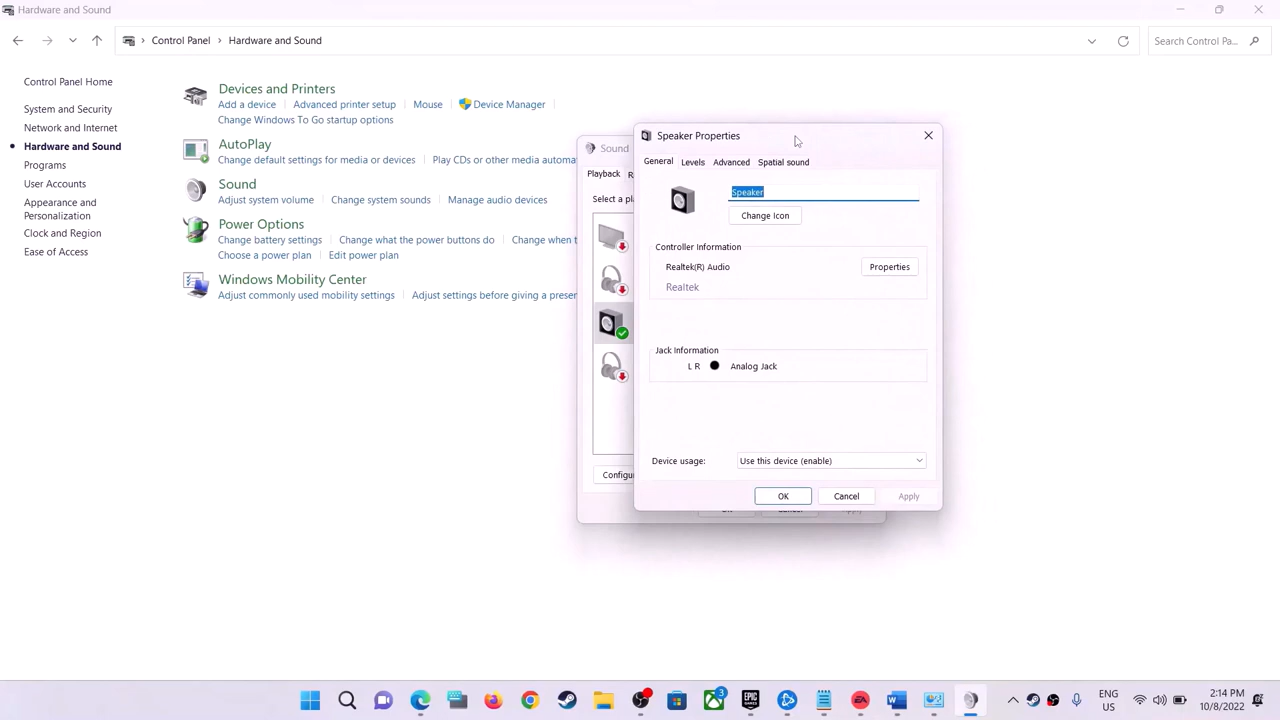 Hardware and Sound
Control Panel
Hardware and Sound
Search Control Pa...
Control Panel Home
System and Security
Network and Internet
Hardware and Sound
Programs
User Accounts
Appearance and
Personalization
Clock and Region
Ease of Access
Devices and Printers
Add a device
Advanced printer setup
Mouse
Device Manager
Change Windows To Go startup options
AutoPlay
Change default settings for media or devices
Play CDs or other media automa
Sound
Adjust system volume
Change system sounds
Manage audio devices
Power Options
Change battery settings
Change what the power buttons do
Change when t
Choose a power plan
Edit power plan
Windows Mobility Center
Adjust commonly used mobility settings
Adjust settings before giving a prese
Sound
Playback
R
Select a pla
Configu
Speaker Properties
General
Levels
Advanced
Spatial sound
Speaker
Change Icon
Controller Information
Realtek(R) Audio
Properties
Realtek
Jack Information
L R
Analog Jack
Device usage:
Use this device (enable)
OK
Cancel
Apply
3
EPIC
GAMES
EA
W
ENG
US
2:14 PM
10/8/2022